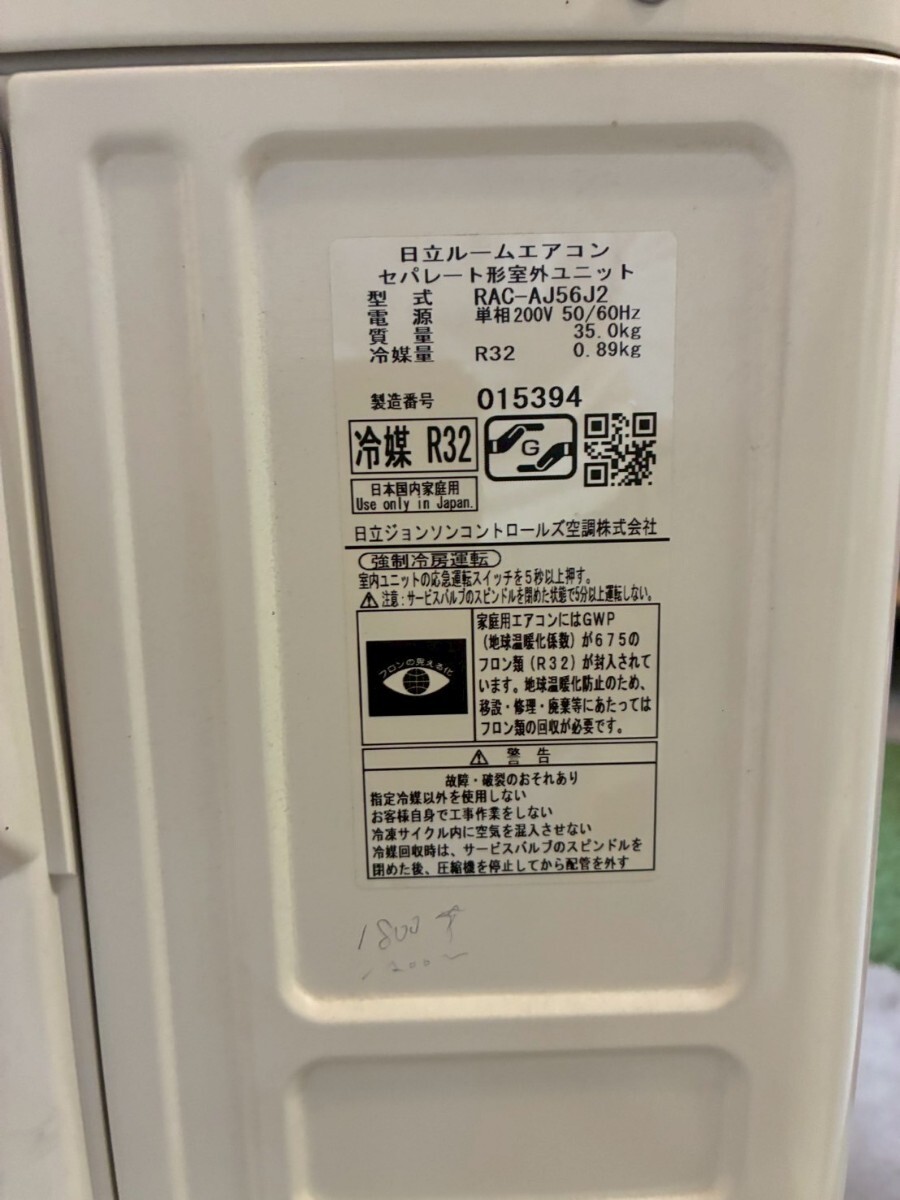 日立ルームエアコン
セパレート形室外ユニット
型式 RAC-AJ56J2
電源 単相200V 50/60Hz
質量 35.0kg
冷媒量 R32 0.89kg
製造番号 015394
冷媒 R32
G
日本国内家庭用
Use only in Japan.
日立ジョンソンコントロールズ空調株式会社
強制冷房運転
室内ユニットの応急運転スイッチを5秒以上押す。
注意:サービスバルブのスピンドルを閉めた状態で5分以上運転しない。
フロンの見える化
家庭用エアコンにはGWP
(地球温暖化係数)が675の
フロン類(R32)が封入されて
います。地球温暖化防止のため、
移設・修理・廃棄等にあたっては
フロン類の回収が必要です。
警告
故障・破裂のおそれあり
指定冷媒以外を使用しない
お客様自身で工事作業をしない
冷凍サイクル内に空気を混入させない
冷媒回収時は、サービスバルブのスピンドルを
閉めた後、圧縮機を停止してから配管を外す
1800